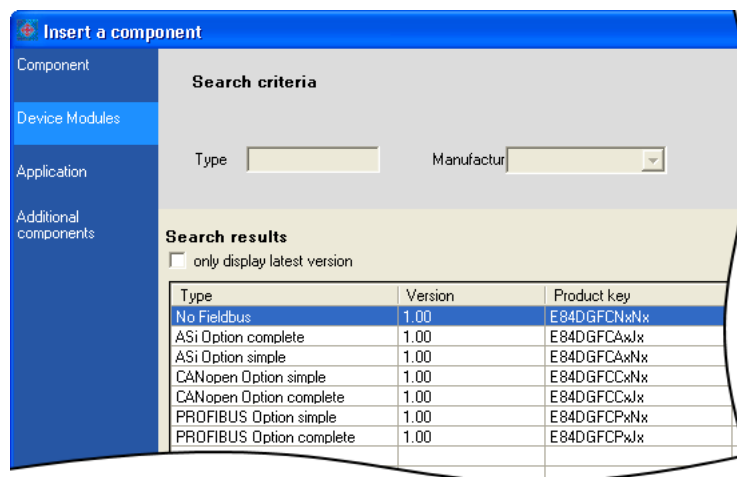 Insert a component
Component
Device Modules
Application
Additional
components
Search criteria
Type Manufactur
Search results
only display latest version
Type Version Product key
No Fieldbus 1.00 E84DGFCNxNx
ASi Option complete 1.00 E84DGFCAxJx
ASi Option simple 1.00 E84DGFCAxNx
CANopen Option simple 1.00 E84DGFCCxNx
CANopen Option complete 1.00 E84DGFCCxJx
PROFIBUS Option simple 1.00 E84DGFCPxNx
PROFIBUS Option complete 1.00 E84DGFCPxJx